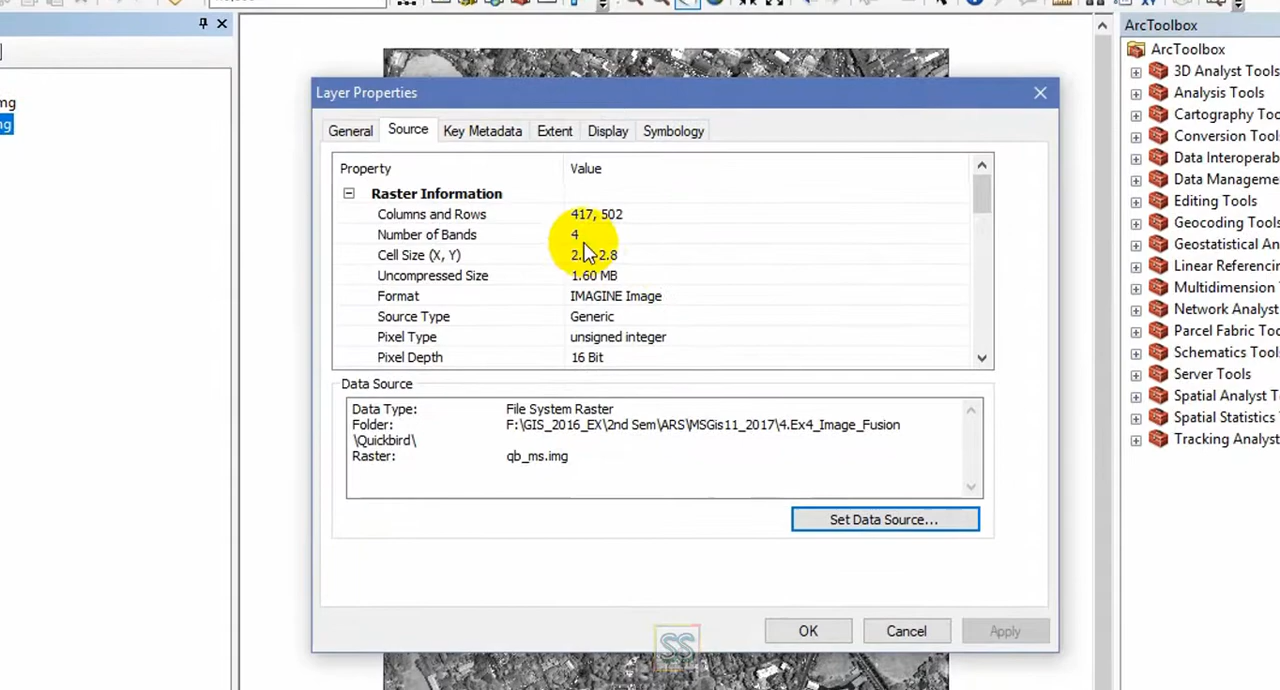 ArcToolbox
ArcToolbox
3D Analyst Tools
Analysis Tools
Cartography Too
Conversion Tool
Data Interoperab
Data Manageme
Editing Tools
Geocoding Tools
Geostatistical An
Linear Referencin
Multidimension
Network Analyst
Parcel Fabric Too
Schematics Tools
Server Tools
Spatial Analyst T
Spatial Statistics
Tracking Analyst
mg
ng
Layer Properties
General Source Key Metadata Extent Display Symbology
Property Value
Raster Information
Columns and Rows 417, 502
Number of Bands 4
Cell Size (X, Y) 2. 2.8
Uncompressed Size 1.60 MB
Format IMAGINE Image
Source Type Generic
Pixel Type unsigned integer
Pixel Depth 16 Bit
Data Source
Data Type: File System Raster
Folder: F:\GIS_2016_EX\2nd Sem\ARS\MSGis11_2017\4.Ex4_Image_Fusion
\Quickbird\
Raster: qb_ms.img
Set Data Source...
OK Cancel Apply
SS